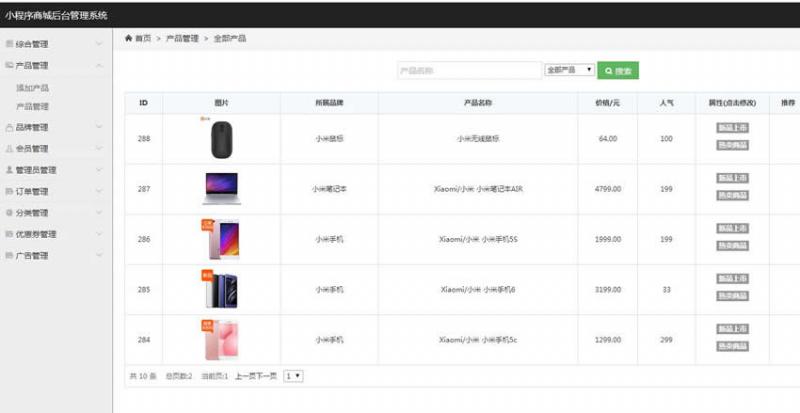 小程序商城后台管理系统
首页 > 产品管理 > 全部产品
综合管理
产品管理
添加产品
产品管理
品牌管理
会员管理
管理员管理
订单管理
分类管理
优惠券管理
广告管理
产品名称 全部产品 搜索
ID 图片 所属品牌 产品名称 价钱/元 人气 属性(点击修改) 推荐
288 小米鼠标 小米无线鼠标 64.00 100 新品上市 热卖商品
287 小米笔记本 Xiaomi/小米 小米笔记本AIR 4799.00 199 新品上市 热卖商品
286 小米手机 Xiaomi/小米 小米手机5S 1999.00 199 新品上市 热卖商品
285 新品 小米手机 Xiaomi/小米 小米手机6 3199.00 33 新品上市 热卖商品
284 小米手机 Xiaomi/小米 小米手机5c 1299.00 299 新品上市 热卖商品
共 10 条 总页数:2 当前页:1 上一页下一页 1